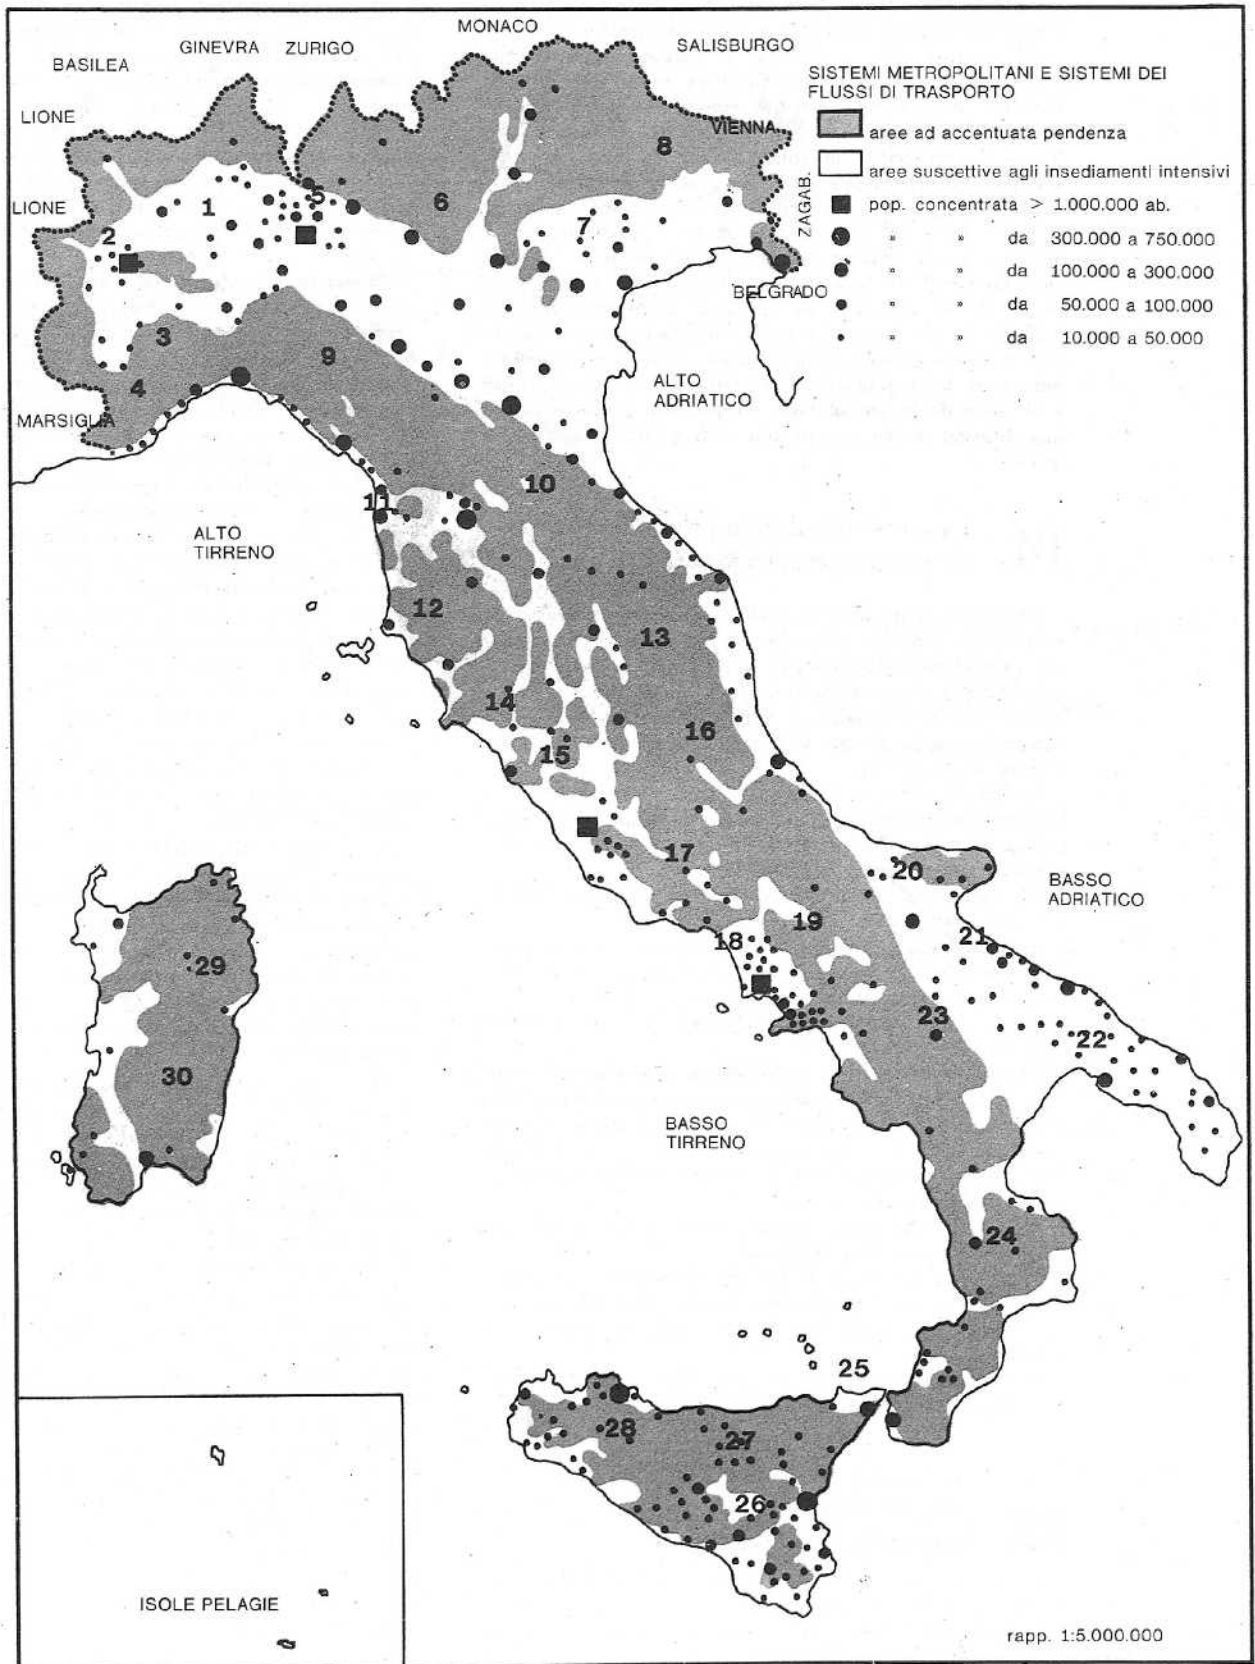 MONACO
GINEVRA ZURIGO
SALISBURGO
BASILEA
LIONE
LIONE
MARSIGLIA
VIENNA
ZAGAB.
BELGRADO
SISTEMI METROPOLITANI E SISTEMI DEI
FLUSSI DI TRASPORTO
aree ad accentuata pendenza
aree suscettive agli insediamenti intensivi
pop. concentrata > 1.000.000 ab.
» » da 300.000 a 750.000
» » da 100.000 a 300.000
» » da 50.000 a 100.000
» » da 10.000 a 50.000
1
2
3
4
5
6
7
8
9
10
11
12
13
14
15
16
17
18
19
20
21
22
23
24
25
26
27
28
29
30
ALTO
ADRIATICO
ALTO
TIRRENO
BASSO
ADRIATICO
BASSO
TIRRENO
ISOLE PELAGIE
rapp. 1:5.000.000